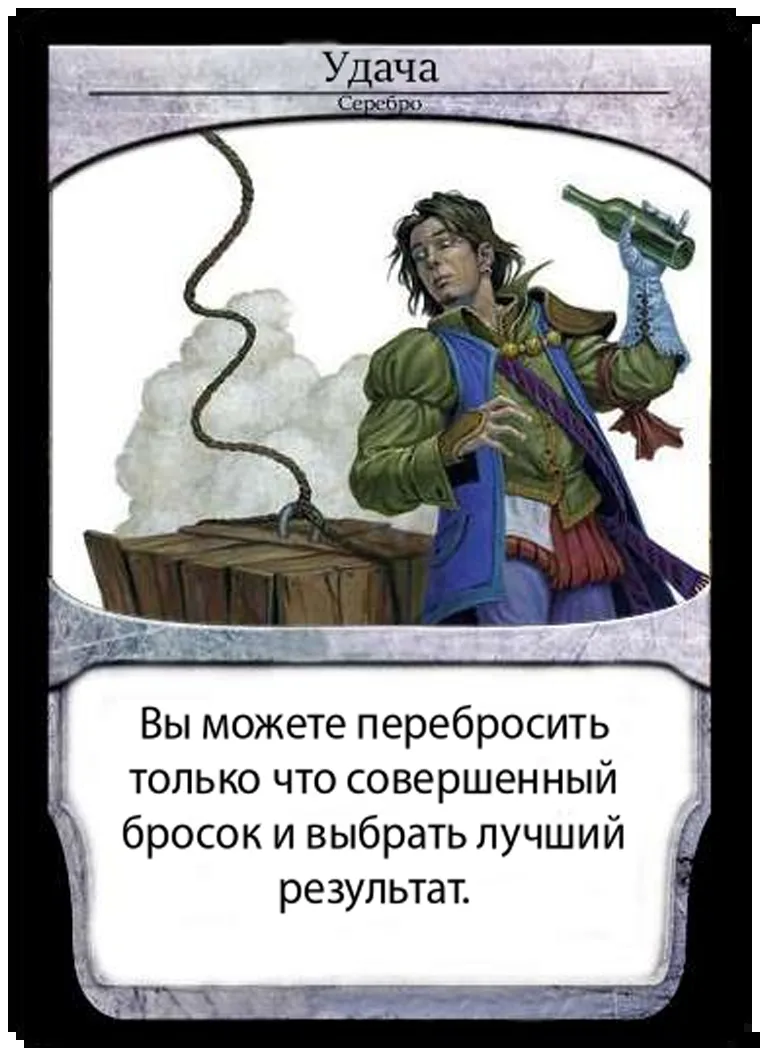 Удача
Серебро
Вы можете перебросить
только что совершенный
бросок и выбрать лучший
результат.